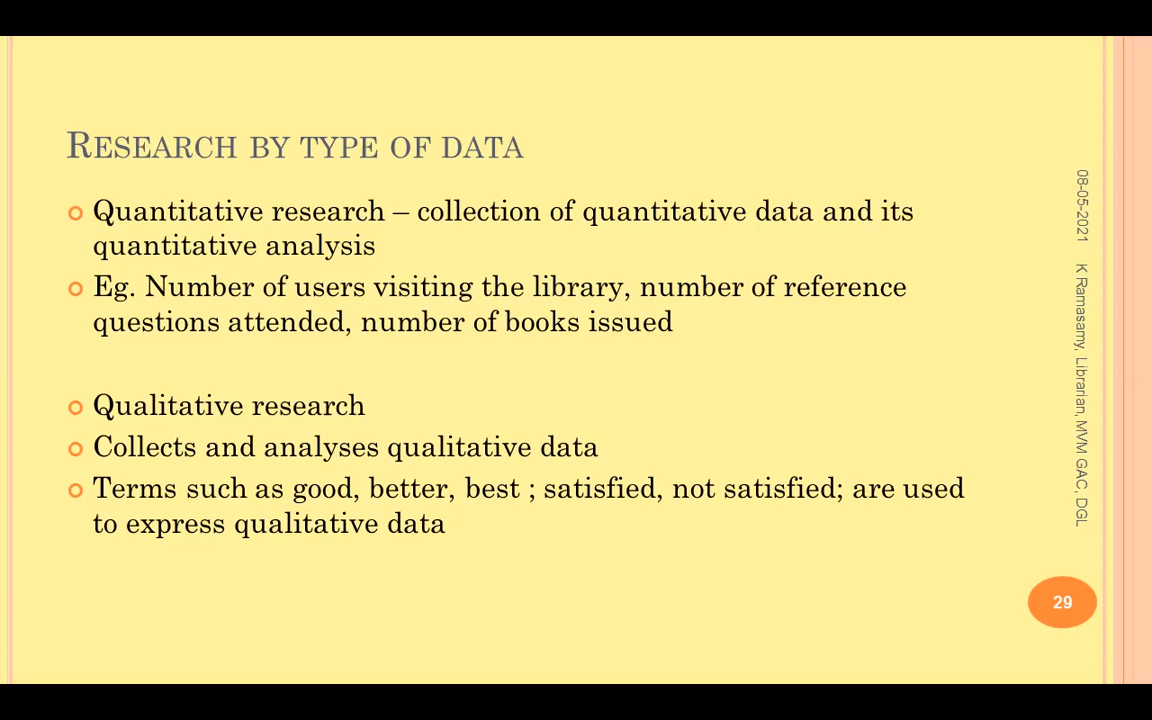 RESEARCH BY TYPE OF DATA
Quantitative research – collection of quantitative data and its
quantitative analysis
Eg. Number of users visiting the library, number of reference
questions attended, number of books issued
Qualitative research
Collects and analyses qualitative data
Terms such as good, better, best ; satisfied, not satisfied; are used
to express qualitative data
08-05-2021 K Ramasamy, Librarian, MVM GAC, DGL
29